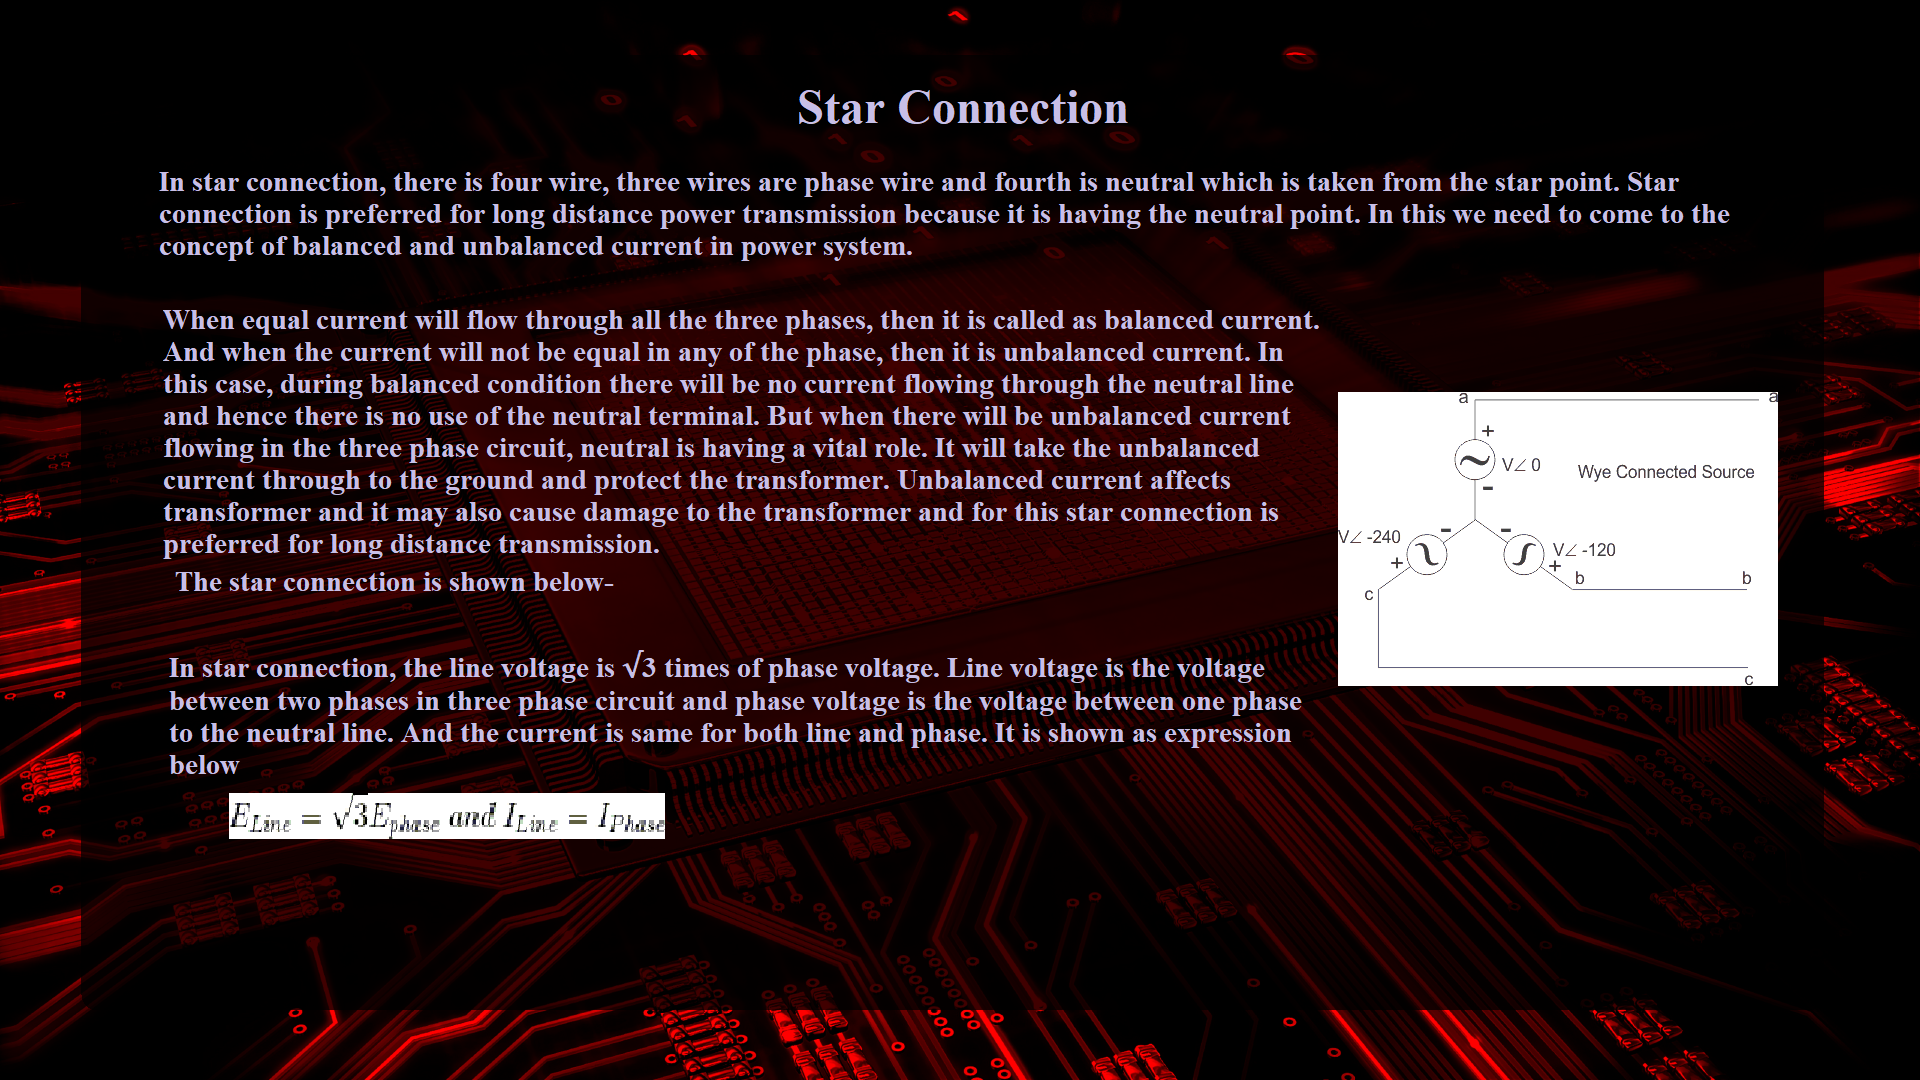 Star Connection
In star connection, there is four wire, three wires are phase wire and fourth is neutral which is taken from the star point. Star
connection is preferred for long distance power transmission because it is having the neutral point. In this we need to come to the
concept of balanced and unbalanced current in power system.
When equal current will flow through all the three phases, then it is called as balanced current.
And when the current will not be equal in any of the phase, then it is unbalanced current. In
this case, during balanced condition there will be no current flowing through the neutral line
and hence there is no use of the neutral terminal. But when there will be unbalanced current
flowing in the three phase circuit, neutral is having a vital role. It will take the unbalanced
current through to the ground and protect the transformer. Unbalanced current affects
transformer and it may also cause damage to the transformer and for this star connection is
preferred for long distance transmission.
The star connection is shown below-
In star connection, the line voltage is √3 times of phase voltage. Line voltage is the voltage
between two phases in three phase circuit and phase voltage is the voltage between one phase
to the neutral line. And the current is same for both line and phase. It is shown as expression
below
E_Line = √3E_phase and I_Line = I_Phase
a a
+
V∠ 0 Wye Connected Source
-
V∠ -240 - - V∠ -120
+ +
b b
c
c